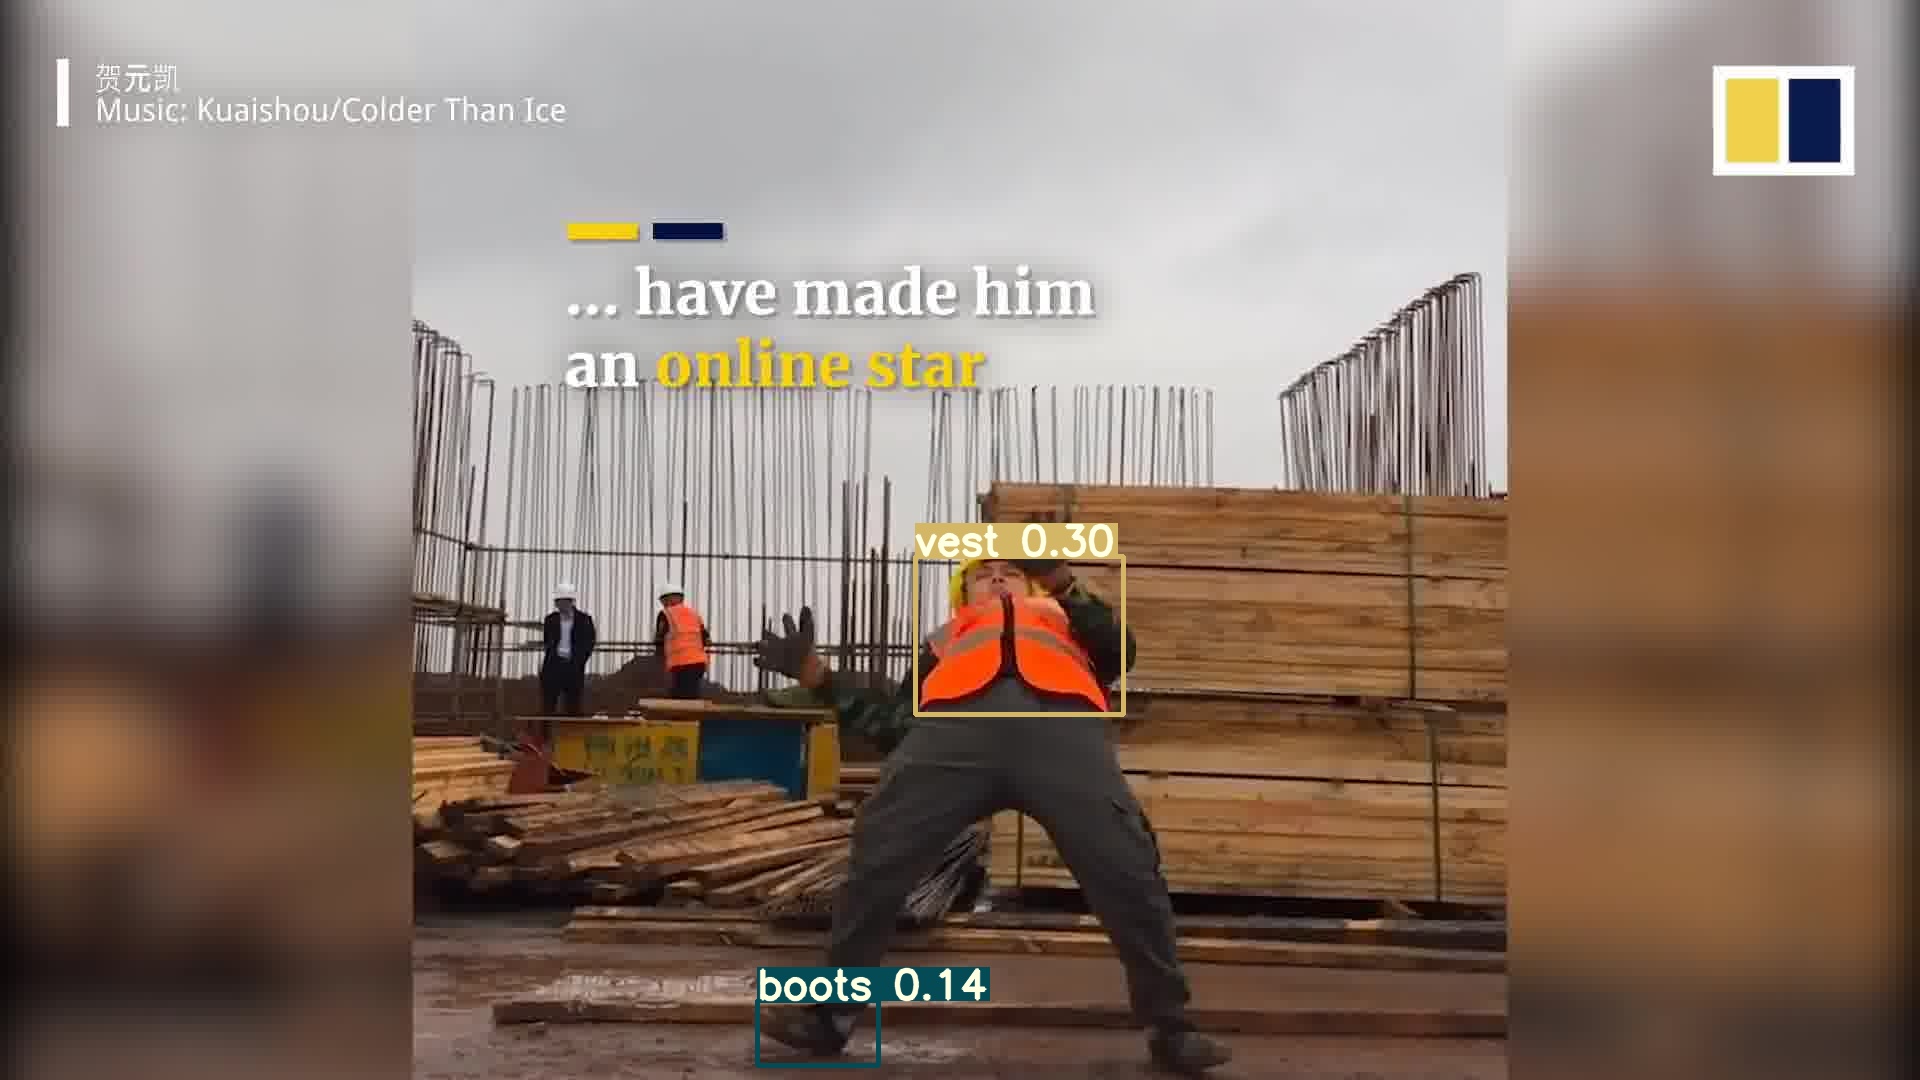 贺元凯
Music: Kuaishou/Colder Than Ice
... have made him
an online star
vest 0.30
boots 0.14